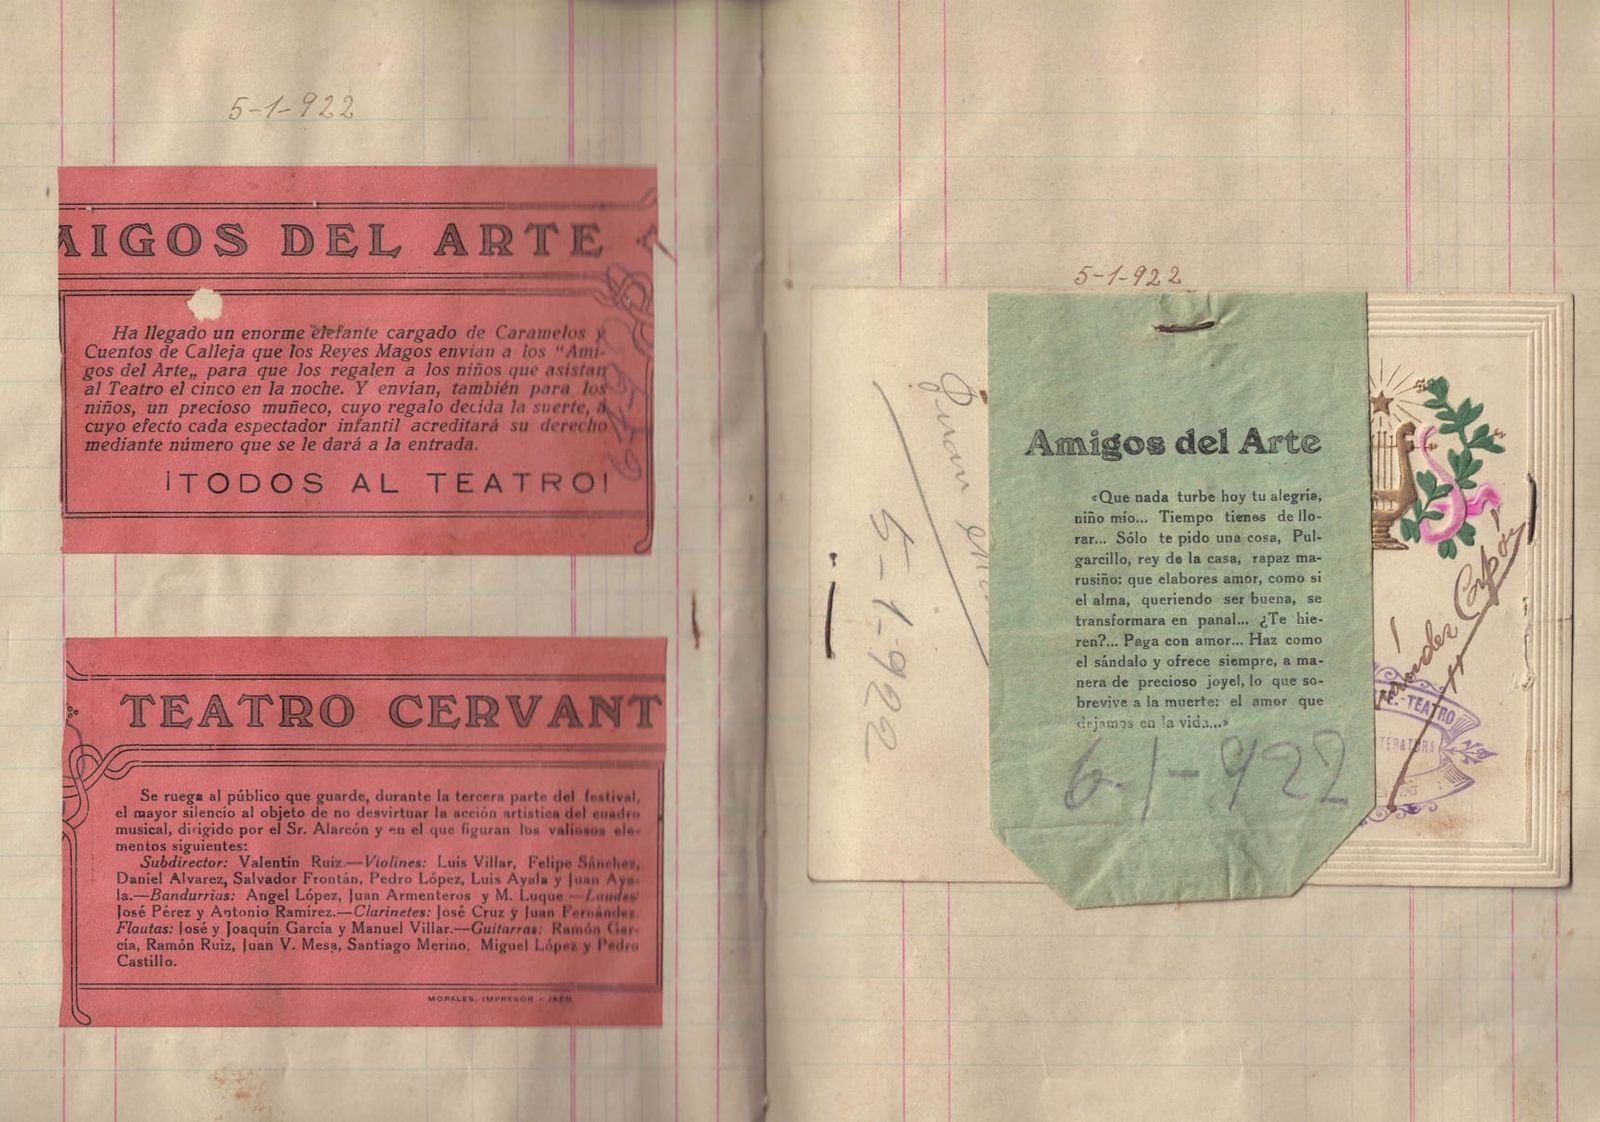 5-1-922
AMIGOS DEL ARTE
Ha llegado un enorme elefante cargado de Caramelos y
Cuentos de Calleja que los Reyes Magos envian a los "Ami-
gos del Arte„ para que los regalen a los niños que asistan
al Teatro el cinco en la noche. Y envían, también para los
niños, un precioso muñeco, cuyo regalo decida la suerte, a
cuyo efecto cada espectador infantil acreditará su derecho
mediante número que se le dará a la entrada.
¡TODOS AL TEATRO!
TEATRO CERVANT
Se ruega al público que guarde, durante la tercera parte del festival,
el mayor silencio al objeto de no desvirtuar la acción artística del cuadro
musical, dirigido por el Sr. Alarcón y en el que figuran los valiosos ele-
mentos siguientes:
Subdirector: Valentín Ruiz.—Violines: Luis Villar, Felipe Sánchez,
Daniel Alvarez, Salvador Frontán, Pedro López, Luis Ayala y Juan Aya-
la.—Bandurrias: Angel López, Juan Armenteros y M. Luque —Laudes:
José Pérez y Antonio Ramírez.—Clarinetes: José Cruz y Juan Fernández.
Flautas: José y Joaquín García y Manuel Villar.—Guitarras: Ramón Gar-
cía, Ramón Ruiz, Juan V. Mesa, Santiago Merino, Miguel López y Pedro
Castillo.
MORALES, IMPRESOR - JAÉN
5-1-922
Juan
5-1-922
Amigos del Arte
«Que nada turbe hoy tu alegría,
niño mío... Tiempo tienes de llo-
rar... Sólo te pido una cosa, Pul-
garcillo, rey de la casa, rapaz ma-
rusiño: que elabores amor, como si
el alma, queriendo ser buena, se
transformara en panal... ¿Te hie-
ren?... Paga con amor... Haz como
el sándalo y ofrece siempre, a ma-
nera de precioso joyel, lo que so-
brevive a la muerte: el amor que
dejamos en la vida...»
6-1-922
TEATRO